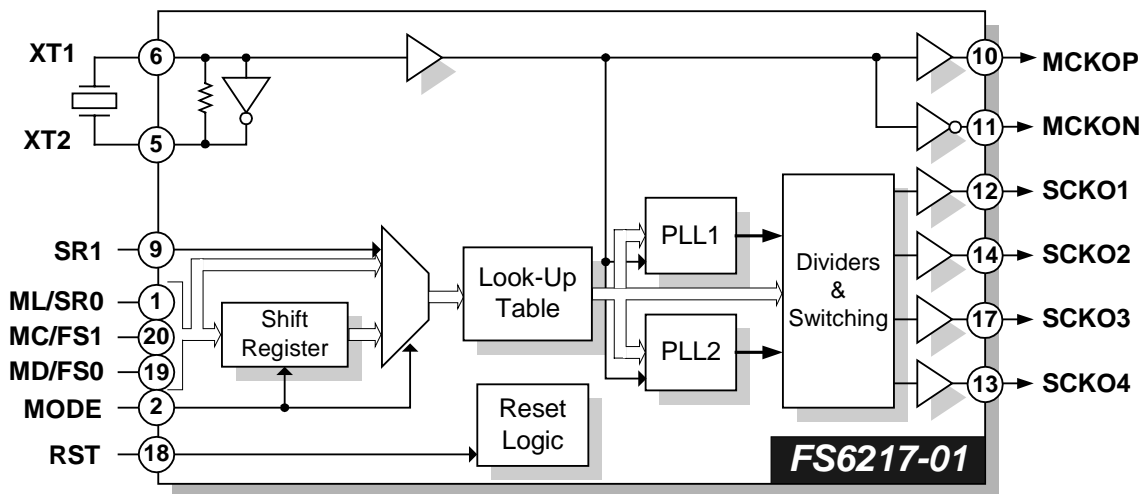 XT1
6
10
MCKOP
XT2
5
11
MCKON
12
SCKO1
SR1
9
PLL1
14
SCKO2
ML/SR0
1
Look-Up
Table
Dividers
&
Switching
MC/FS1
20
Shift
Register
17
SCKO3
MD/FS0
19
PLL2
13
SCKO4
MODE
2
Reset
Logic
RST
18
FS6217-01